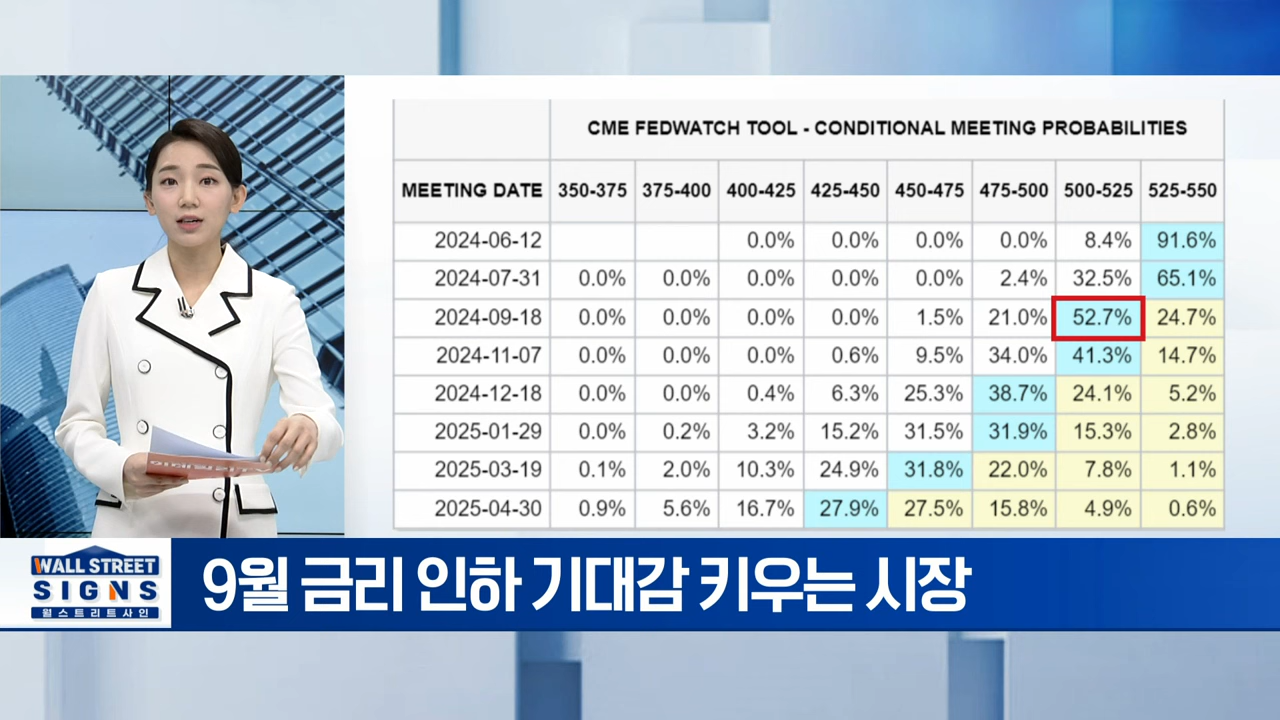 CME FEDWATCH TOOL - CONDITIONAL MEETING PROBABILITIES
MEETING DATE 350-375 375-400 400-425 425-450 450-475 475-500 500-525 525-550
2024-06-12 0.0% 0.0% 0.0% 0.0% 8.4% 91.6%
2024-07-31 0.0% 0.0% 0.0% 0.0% 0.0% 2.4% 32.5% 65.1%
2024-09-18 0.0% 0.0% 0.0% 0.0% 1.5% 21.0% 52.7% 24.7%
2024-11-07 0.0% 0.0% 0.0% 0.6% 9.5% 34.0% 41.3% 14.7%
2024-12-18 0.0% 0.0% 0.4% 6.3% 25.3% 38.7% 24.1% 5.2%
2025-01-29 0.0% 0.2% 3.2% 15.2% 31.5% 31.9% 15.3% 2.8%
2025-03-19 0.1% 2.0% 10.3% 24.9% 31.8% 22.0% 7.8% 1.1%
2025-04-30 0.9% 5.6% 16.7% 27.9% 27.5% 15.8% 4.9% 0.6%
WALL STREET
SIGNS
월스트리트사인
9월 금리 인하 기대감 키우는 시장